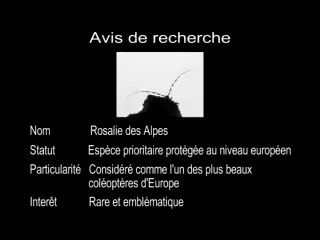 Avis de recherche
Nom Rosalie des Alpes
Statut Espèce prioritaire protégée au niveau européen
Particularité Considéré comme l'un des plus beaux
coléoptères d'Europe
Interêt Rare et emblématique